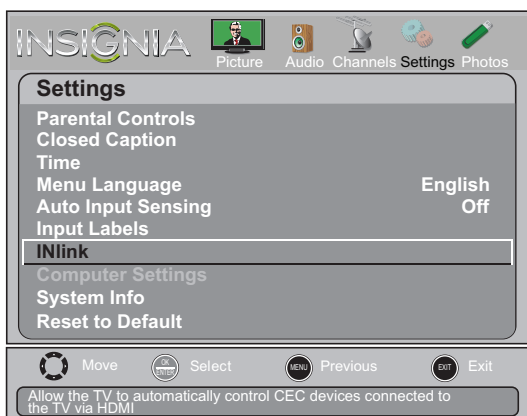 INSIGNIA
Picture Audio Channels Settings Photos
Settings
Parental Controls
Closed Caption
Time
Menu Language English
Auto Input Sensing Off
Input Labels
INlink
Computer Settings
System Info
Reset to Default
Move OK ENTER Select MENU Previous EXIT Exit
Allow the TV to automatically control CEC devices connected to
the TV via HDMI